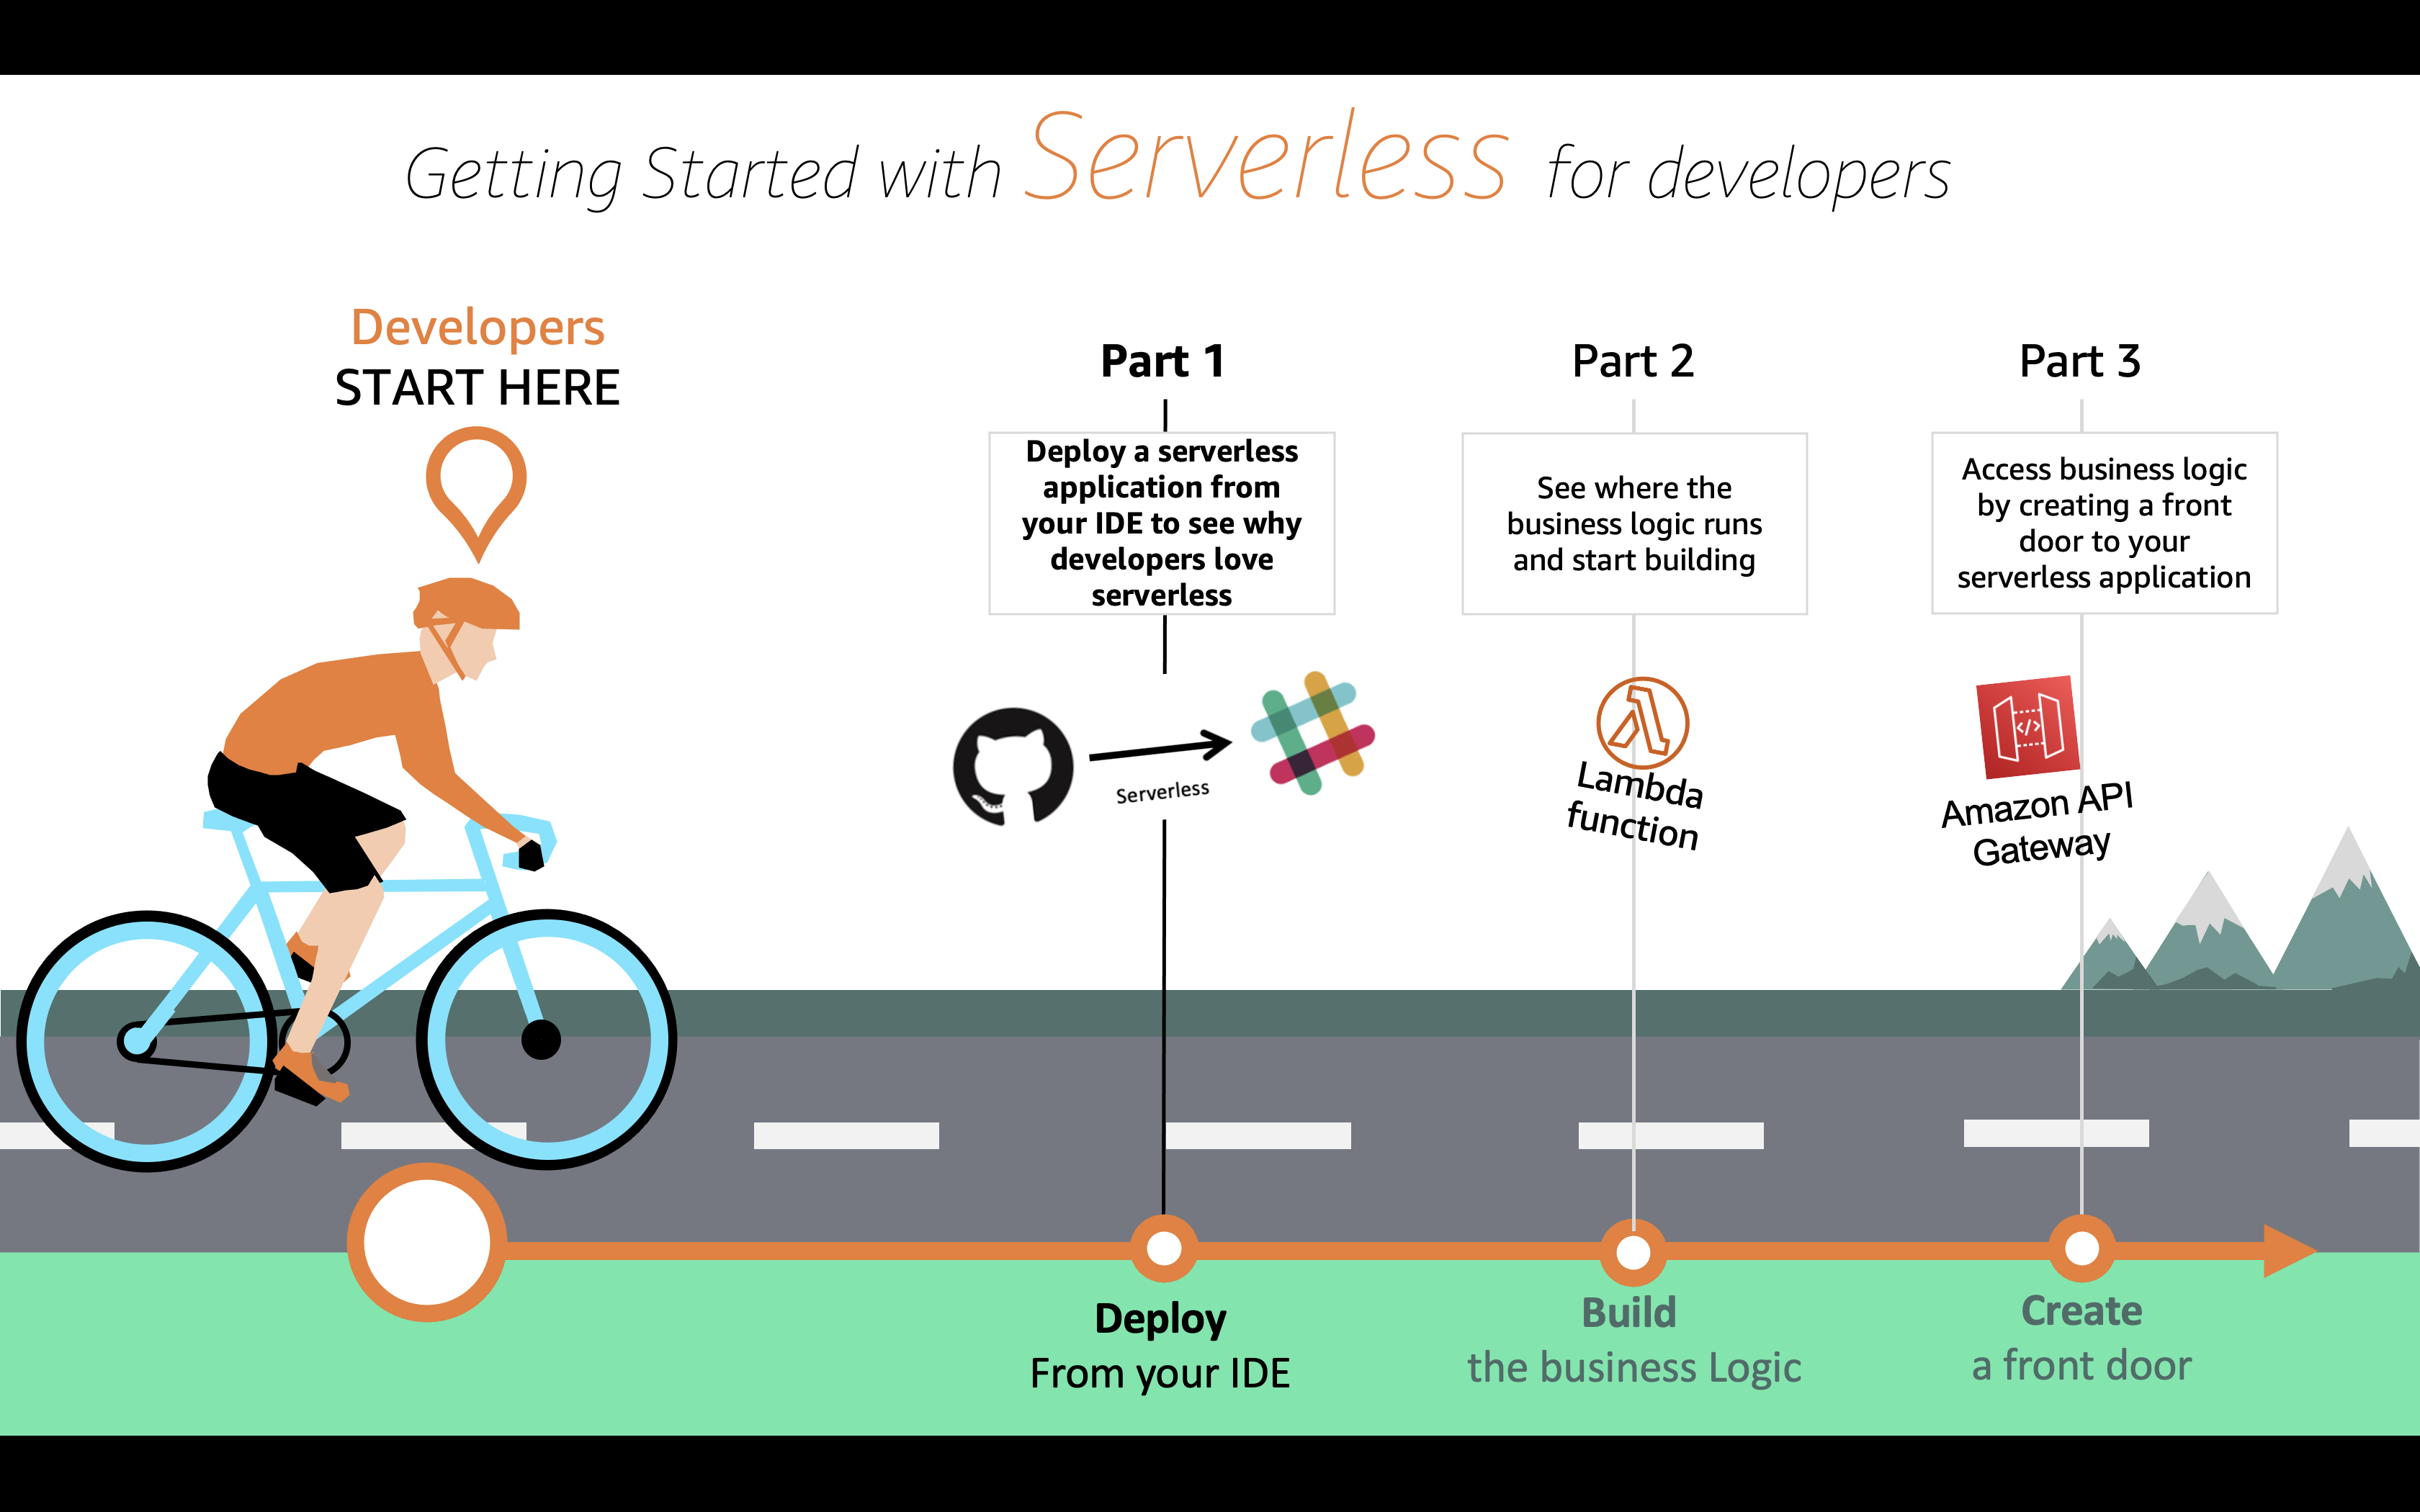 Getting Started with Serverless for developers
Developers
START HERE
Part 1
Deploy a serverless
application from
your IDE to see why
developers love
serverless
Serverless
Part 2
See where the
business logic runs
and start building
Lambda
function
Part 3
Access business logic
by creating a front
door to your
serverless application
Amazon API
Gateway
</>
Deploy
From your IDE
Build
the business Logic
Create
a front door